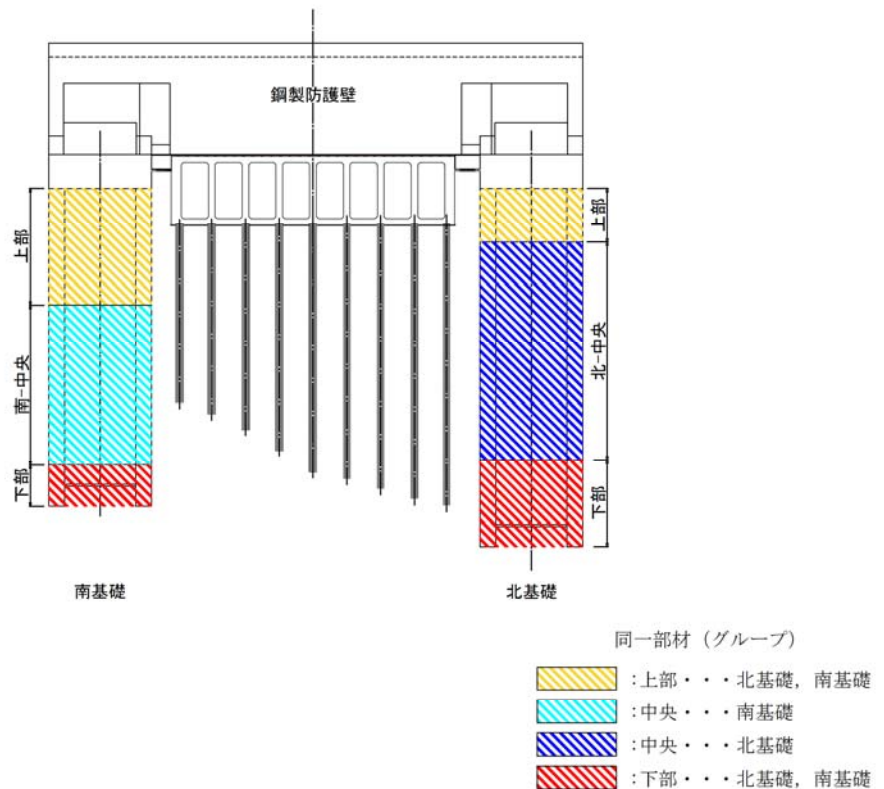 鋼製防護壁
上部
南-中央
下部
上部
北-中央
下部
南基礎
北基礎
同一部材（グループ）
:上部・・・北基礎，南基礎
:中央・・・南基礎
:中央・・・北基礎
:下部・・・北基礎，南基礎